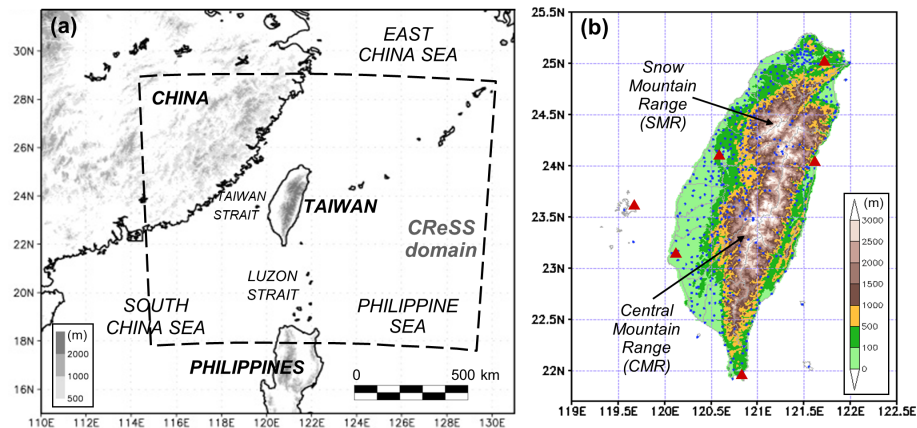 (a)
EAST
CHINA SEA
CHINA
TAIWAN
STRAIT
TAIWAN
CReSS
domain
LUZON
STRAIT
SOUTH
CHINA SEA
PHILIPPINE
SEA
PHILIPPINES
(m)
2000
1000
500
0 500 km
30N
28N
26N
24N
22N
20N
18N
16N
110E 112E 114E 116E 118E 120E 122E 124E 126E 128E 130E
(b)
Snow
Mountain
Range
(SMR)
Central
Mountain
Range
(CMR)
(m)
3000
2500
2000
1500
1000
500
100
0
25.5N
25N
24.5N
24N
23.5N
23N
22.5N
22N
119E 119.5E 120E 120.5E 121E 121.5E 122E 122.5E